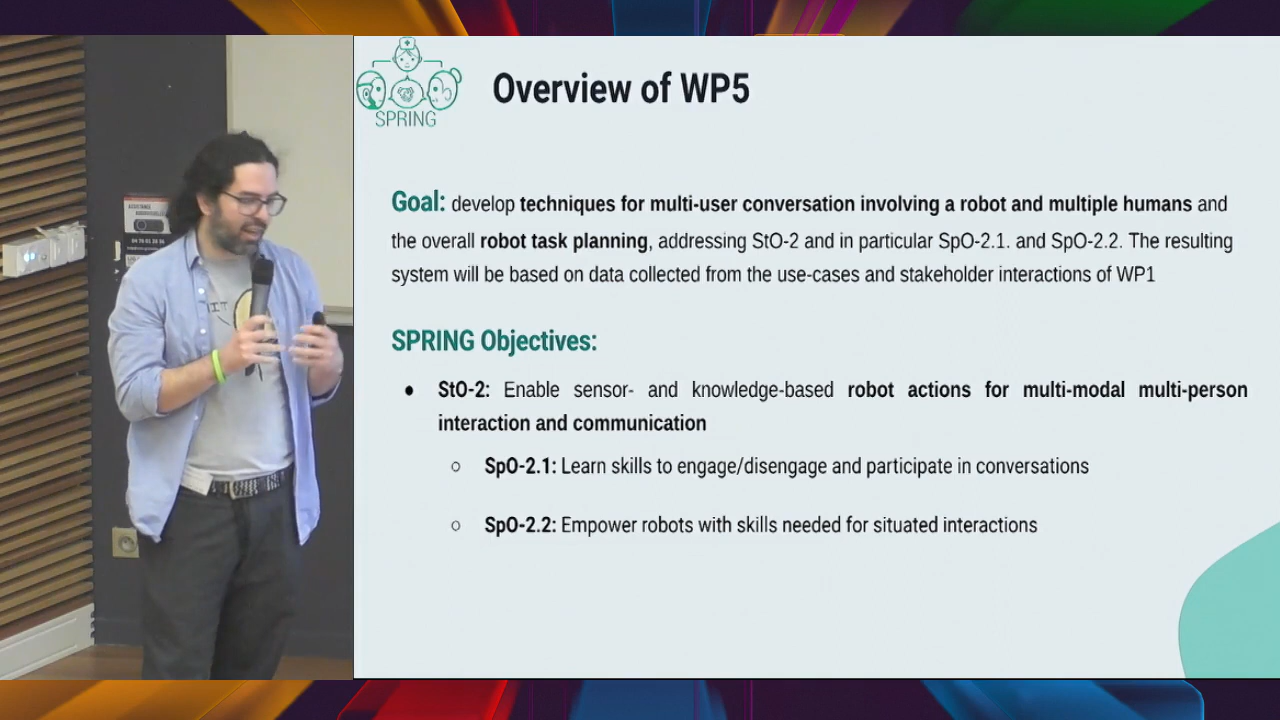 SPRING
Overview of WP5
Goal: develop techniques for multi-user conversation involving a robot and multiple humans and
the overall robot task planning, addressing StO-2 and in particular SpO-2.1. and SpO-2.2. The resulting
system will be based on data collected from the use-cases and stakeholder interactions of WP1
SPRING Objectives:
● StO-2: Enable sensor- and knowledge-based robot actions for multi-modal multi-person
interaction and communication
○ SpO-2.1: Learn skills to engage/disengage and participate in conversations
○ SpO-2.2: Empower robots with skills needed for situated interactions
ASSISTANCE